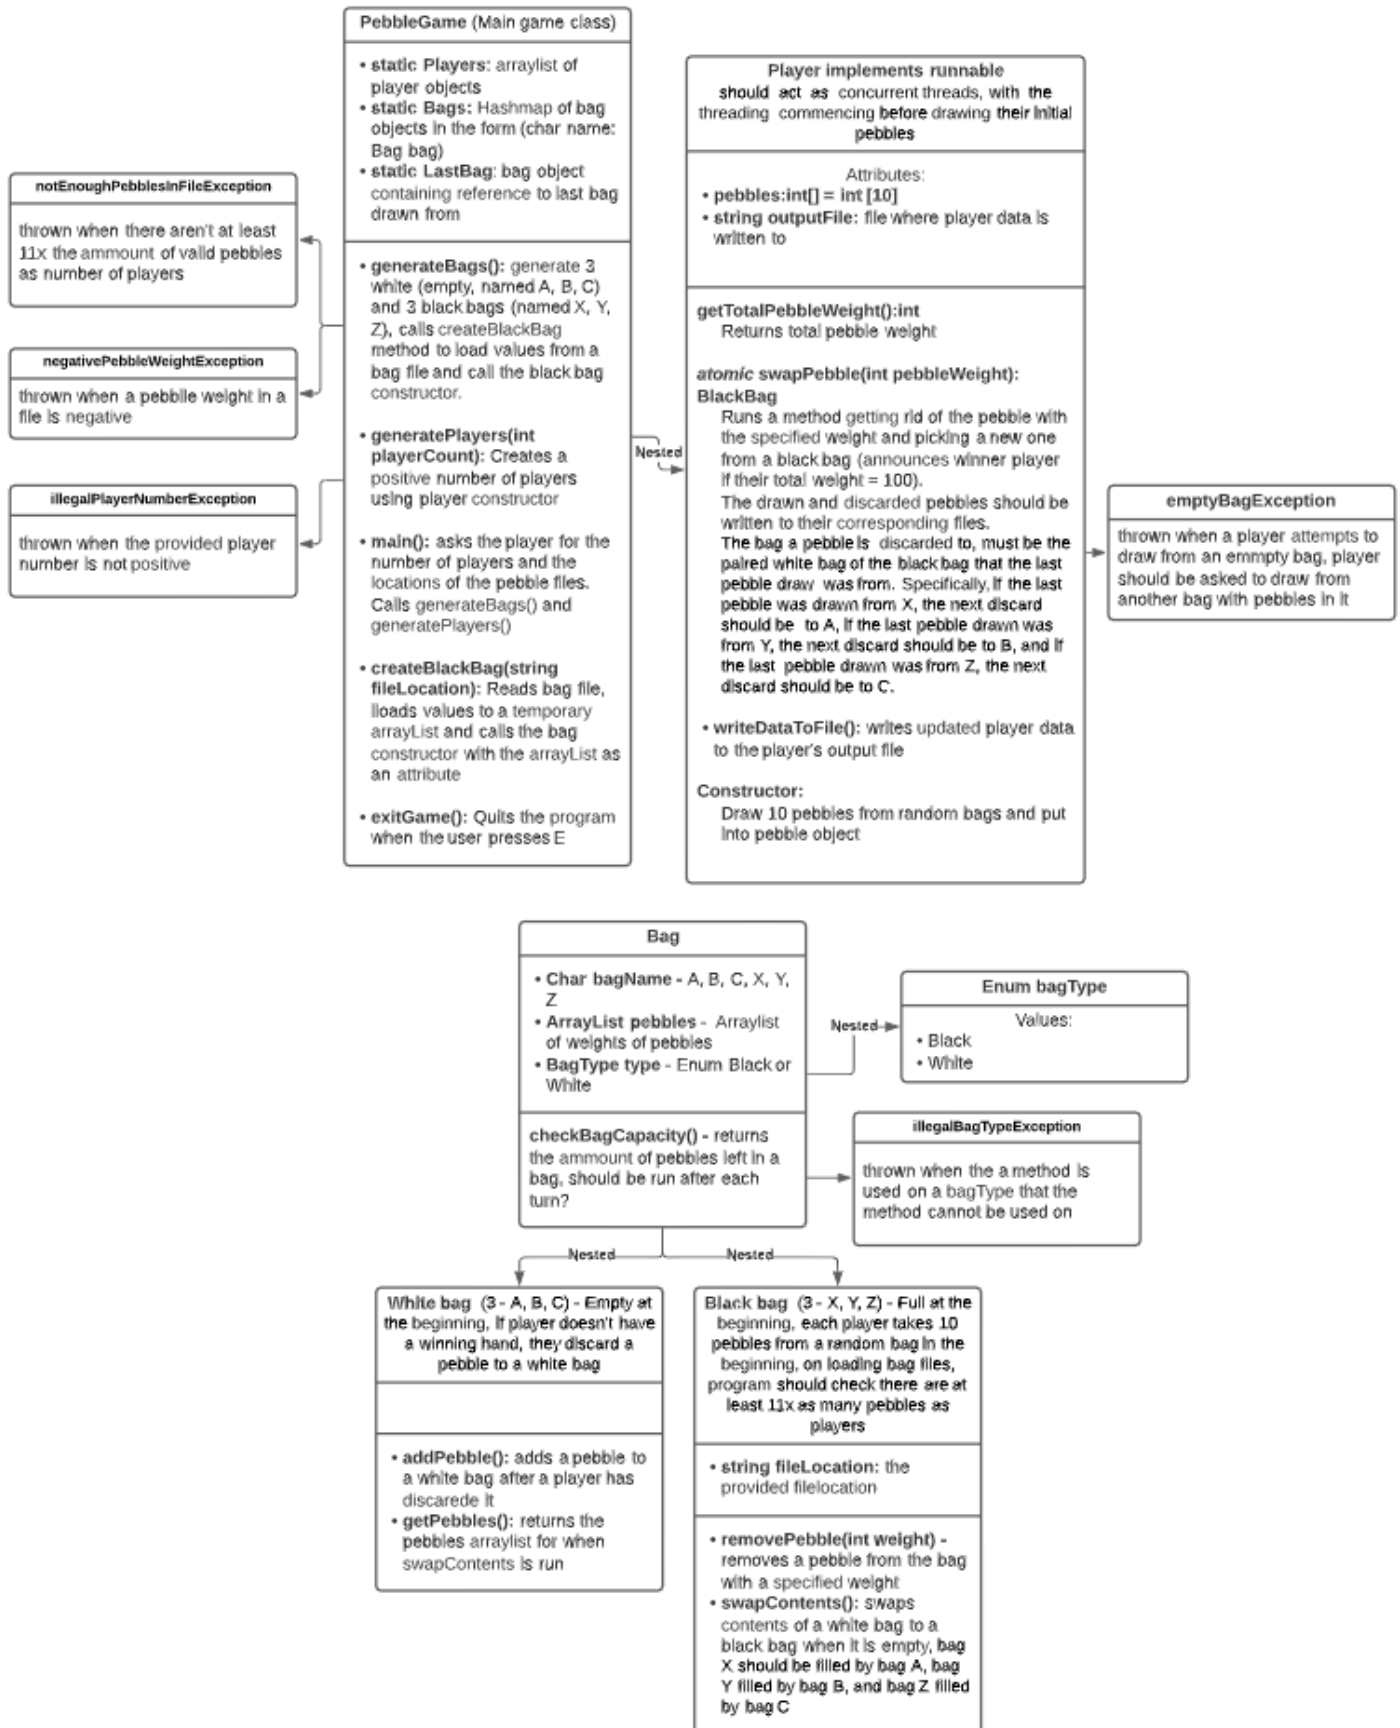 PebbleGame (Main game class)
• static Players: arraylist of
player objects
• static Bags: Hashmap of bag
objects in the form (char name:
Bag bag)
• static LastBag: bag object
containing reference to last bag
drawn from
• generateBags(): generate 3
white (empty, named A, B, C)
and 3 black bags (named X, Y,
Z), calls createBlackBag
method to load values from a
bag file and call the black bag
constructor.
• generatePlayers(int
playerCount): Creates a
positive number of players
using player constructor
• main(): asks the player for the
number of players and the
locations of the pebble files.
Calls generateBags() and
generatePlayers()
• createBlackBag(string
fileLocation): Reads bag file,
lloads values to a temporary
arrayList and calls the bag
constructor with the arrayList as
an attribute
• exitGame(): Quits the program
when the user presses E
notEnoughPebblesInFileException
thrown when there aren't at least
11x the ammount of valid pebbles
as number of players
negativePebbleWeightException
thrown when a pebblle weight in a
file is negative
illegalPlayerNumberException
thrown when the provided player
number is not positive
Nested
Player implements runnable
should act as concurrent threads, with the
threading commencing before drawing their initial
pebbles
Attributes:
• pebbles:int[] = int [10]
• string outputFile: file where player data is
written to
getTotalPebbleWeight():int
Returns total pebble weight
atomic swapPebble(int pebbleWeight):
BlackBag
Runs a method getting rid of the pebble with
the specified weight and picking a new one
from a black bag (announces winner player
if their total weight = 100).
The drawn and discarded pebbles should be
written to their corresponding files.
The bag a pebble is discarded to, must be the
paired white bag of the black bag that the last
pebble draw was from. Specifically, if the last
pebble was drawn from X, the next discard
should be to A, if the last pebble drawn was
from Y, the next discard should be to B, and if
the last pebble drawn was from Z, the next
discard should be to C.
• writeDataToFile(): writes updated player data
to the player's output file
Constructor:
Draw 10 pebbles from random bags and put
into pebble object
emptyBagException
thrown when a player attempts to
draw from an emmpty bag, player
should be asked to draw from
another bag with pebbles in it
Bag
• Char bagName - A, B, C, X, Y,
Z
• ArrayList pebbles - Arraylist
of weights of pebbles
• BagType type - Enum Black or
White
checkBagCapacity() - returns
the ammount of pebbles left in a
bag, should be run after each
turn?
Nested
Enum bagType
Values:
• Black
• White
illegalBagTypeException
thrown when the a method is
used on a bagType that the
method cannot be used on
Nested
Nested
White bag (3 - A, B, C) - Empty at
the beginning, if player doesn't have
a winning hand, they discard a
pebble to a white bag
• addPebble(): adds a pebble to
a white bag after a player has
discarede it
• getPebbles(): returns the
pebbles arraylist for when
swapContents is run
Black bag (3 - X, Y, Z) - Full at the
beginning, each player takes 10
pebbles from a random bag in the
beginning, on loading bag files,
program should check there are at
least 11x as many pebbles as
players
• string fileLocation: the
provided filelocation
• removePebble(int weight) -
removes a pebble from the bag
with a specified weight
• swapContents(): swaps
contents of a white bag to a
black bag when it is empty, bag
X should be filled by bag A, bag
Y filled by bag B, and bag Z filled
by bag C